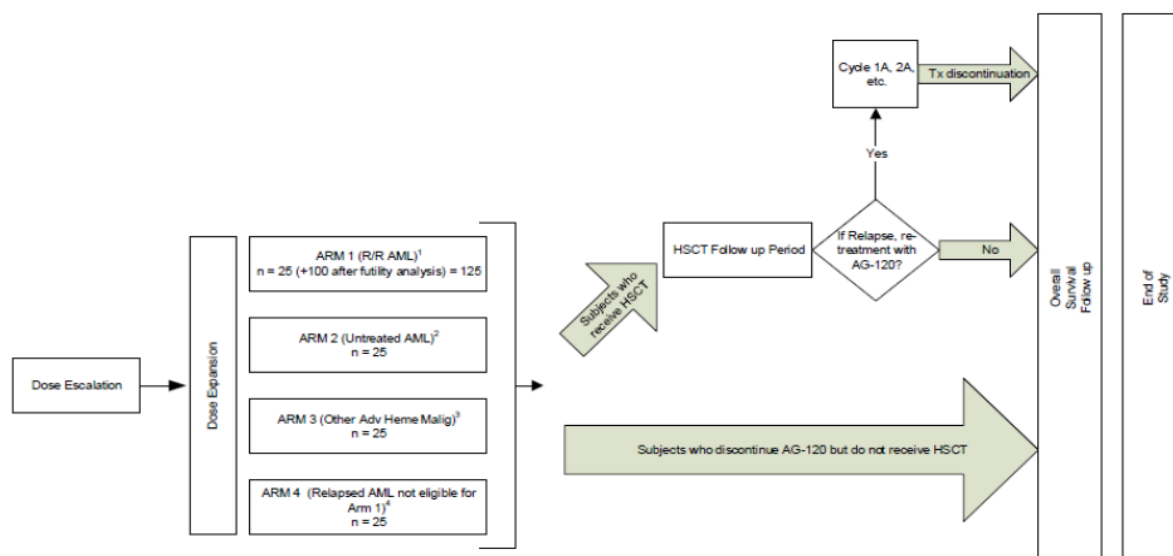 Dose Escalation
Dose Expansion
ARM 1 (R/R AML)¹
n = 25 (+100 after futility analysis) = 125
ARM 2 (Untreated AML)²
n = 25
ARM 3 (Other Adv Heme Malig)³
n = 25
ARM 4 (Relapsed AML not eligible for
Arm 1)⁴
n = 25
Subjects who
receive HSCT
HSCT Follow up Period
If Relapse, re-
treatment with
AG-120?
Yes
Cycle 1A, 2A,
etc.
Tx discontinuation
No
Subjects who discontinue AG-120 but do not receive HSCT
Overall
Survival
Follow up
End of
Study